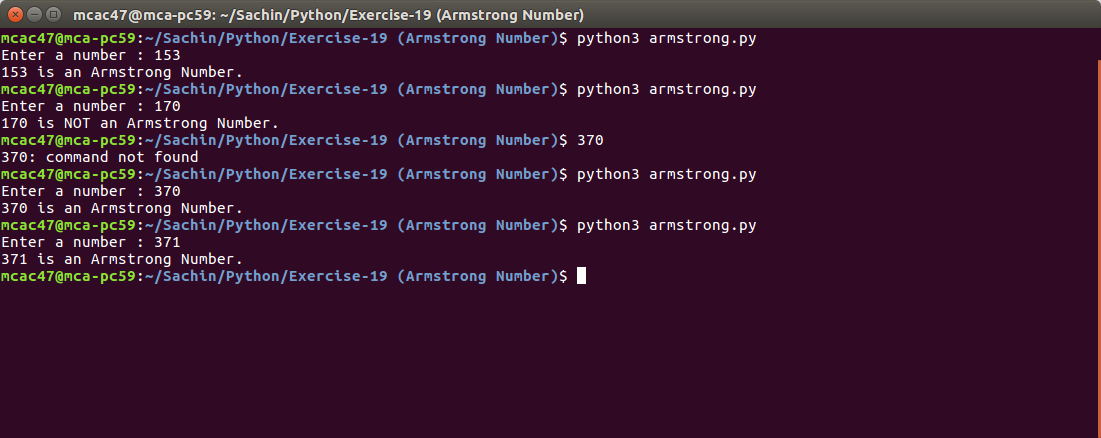 mcac47@mca-pc59: ~/Sachin/Python/Exercise-19 (Armstrong Number)
mcac47@mca-pc59:~/Sachin/Python/Exercise-19 (Armstrong Number)$ python3 armstrong.py
Enter a number : 153
153 is an Armstrong Number.
mcac47@mca-pc59:~/Sachin/Python/Exercise-19 (Armstrong Number)$ python3 armstrong.py
Enter a number : 170
170 is NOT an Armstrong Number.
mcac47@mca-pc59:~/Sachin/Python/Exercise-19 (Armstrong Number)$ 370
370: command not found
mcac47@mca-pc59:~/Sachin/Python/Exercise-19 (Armstrong Number)$ python3 armstrong.py
Enter a number : 370
370 is an Armstrong Number.
mcac47@mca-pc59:~/Sachin/Python/Exercise-19 (Armstrong Number)$ python3 armstrong.py
Enter a number : 371
371 is an Armstrong Number.
mcac47@mca-pc59:~/Sachin/Python/Exercise-19 (Armstrong Number)$